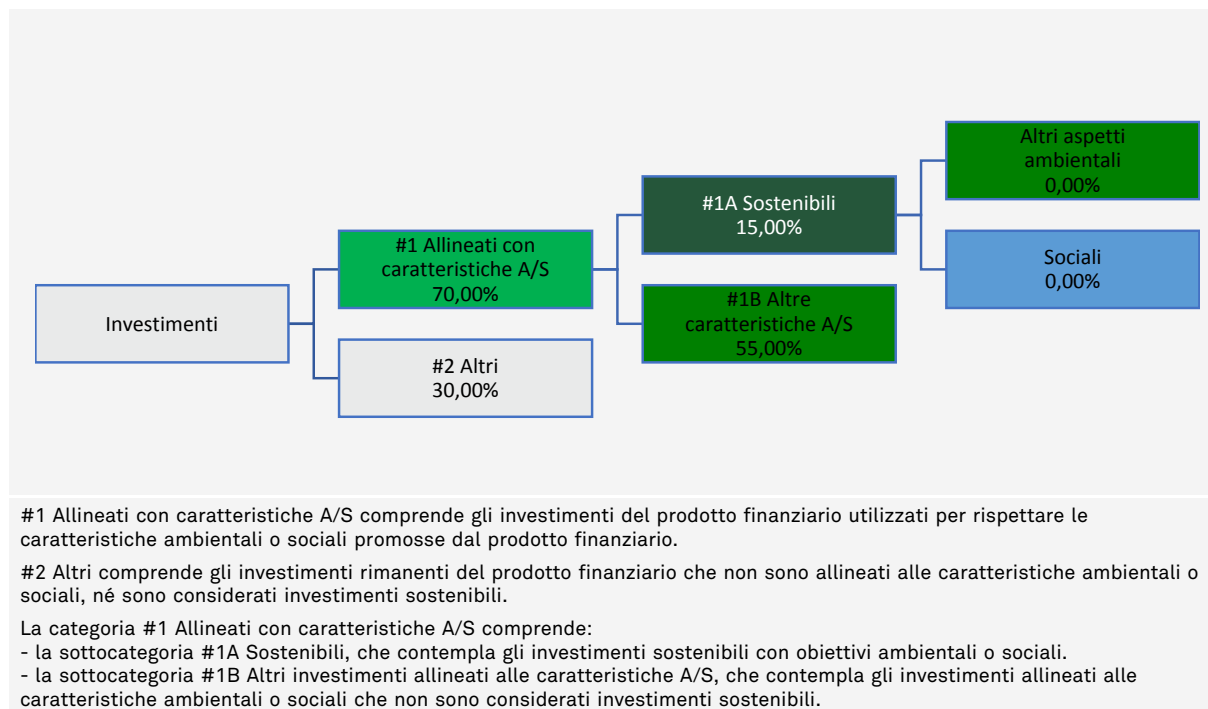 Investimenti
#1 Allineati con
caratteristiche A/S
70,00%
#2 Altri
30,00%
#1A Sostenibili
15,00%
#1B Altre
caratteristiche A/S
55,00%
Altri aspetti
ambientali
0,00%
Sociali
0,00%
#1 Allineati con caratteristiche A/S comprende gli investimenti del prodotto finanziario utilizzati per rispettare le
caratteristiche ambientali o sociali promosse dal prodotto finanziario.
#2 Altri comprende gli investimenti rimanenti del prodotto finanziario che non sono allineati alle caratteristiche ambientali o
sociali, né sono considerati investimenti sostenibili.
La categoria #1 Allineati con caratteristiche A/S comprende:
- la sottocategoria #1A Sostenibili, che contempla gli investimenti sostenibili con obiettivi ambientali o sociali.
- la sottocategoria #1B Altri investimenti allineati alle caratteristiche A/S, che contempla gli investimenti allineati alle
caratteristiche ambientali o sociali che non sono considerati investimenti sostenibili.